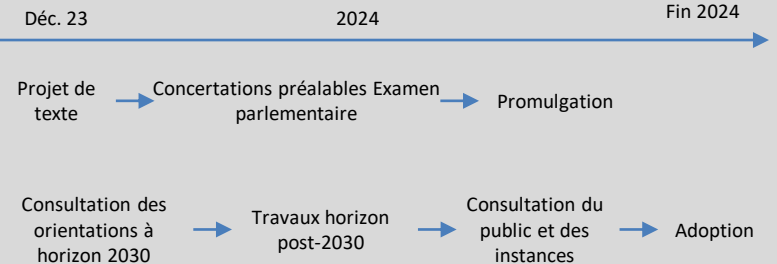 Déc. 23
2024
Fin 2024
Projet de
texte
Concertations préalables Examen
parlementaire
Promulgation
Consultation des
orientations à
horizon 2030
Travaux horizon
post-2030
Consultation du
public et des
instances
Adoption